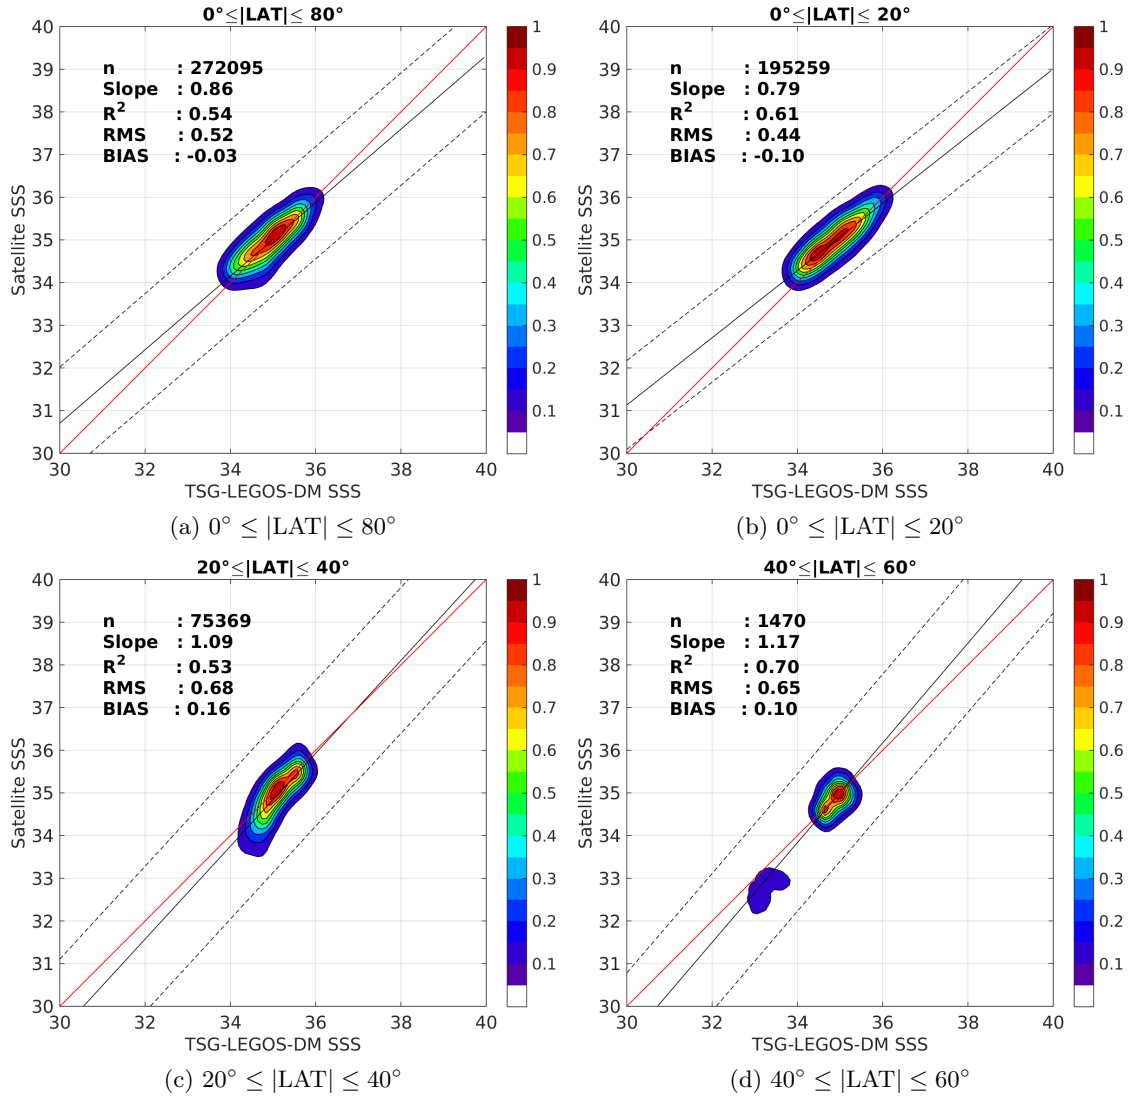 0°≤|LAT|≤ 80°
n : 272095
Slope : 0.86
R² : 0.54
RMS : 0.52
BIAS : -0.03
40
39
38
37
36
35
34
33
32
31
30
Satellite SSS
30 32 34 36 38 40
TSG-LEGOS-DM SSS
1
0.9
0.8
0.7
0.6
0.5
0.4
0.3
0.2
0.1
(a) 0° ≤ |LAT| ≤ 80°
0°≤|LAT|≤ 20°
n : 195259
Slope : 0.79
R² : 0.61
RMS : 0.44
BIAS : -0.10
40
39
38
37
36
35
34
33
32
31
30
Satellite SSS
30 32 34 36 38 40
TSG-LEGOS-DM SSS
1
0.9
0.8
0.7
0.6
0.5
0.4
0.3
0.2
0.1
(b) 0° ≤ |LAT| ≤ 20°
20°≤|LAT|≤ 40°
n : 75369
Slope : 1.09
R² : 0.53
RMS : 0.68
BIAS : 0.16
40
39
38
37
36
35
34
33
32
31
30
Satellite SSS
30 32 34 36 38 40
TSG-LEGOS-DM SSS
1
0.9
0.8
0.7
0.6
0.5
0.4
0.3
0.2
0.1
(c) 20° ≤ |LAT| ≤ 40°
40°≤|LAT|≤ 60°
n : 1470
Slope : 1.17
R² : 0.70
RMS : 0.65
BIAS : 0.10
40
39
38
37
36
35
34
33
32
31
30
Satellite SSS
30 32 34 36 38 40
TSG-LEGOS-DM SSS
1
0.9
0.8
0.7
0.6
0.5
0.4
0.3
0.2
0.1
(d) 40° ≤ |LAT| ≤ 60°